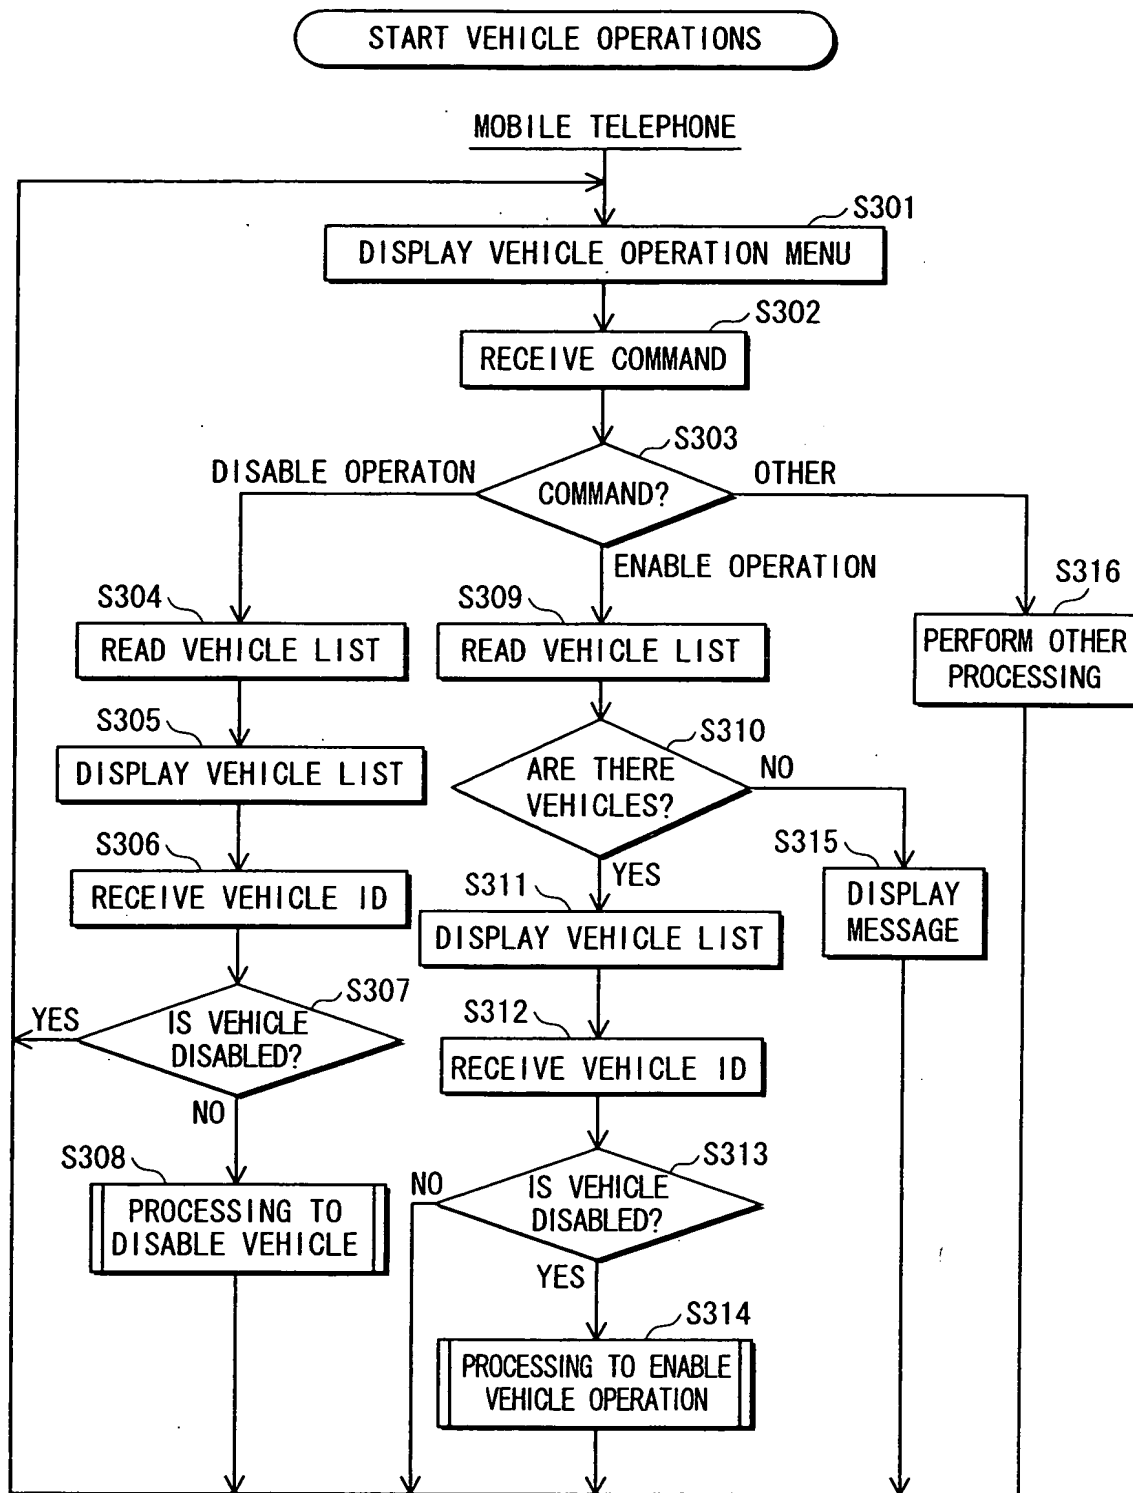 START VEHICLE OPERATIONS
MOBILE TELEPHONE
S301
DISPLAY VEHICLE OPERATION MENU
S302
RECEIVE COMMAND
S303
COMMAND?
DISABLE OPERATON
OTHER
ENABLE OPERATION
S304
READ VEHICLE LIST
S309
READ VEHICLE LIST
S316
PERFORM OTHER
PROCESSING
S305
DISPLAY VEHICLE LIST
S310
ARE THERE
VEHICLES?
NO
YES
S306
RECEIVE VEHICLE ID
S311
DISPLAY VEHICLE LIST
S315
DISPLAY
MESSAGE
S307
IS VEHICLE
DISABLED?
YES
NO
S312
RECEIVE VEHICLE ID
S308
PROCESSING TO
DISABLE VEHICLE
S313
IS VEHICLE
DISABLED?
NO
YES
S314
PROCESSING TO ENABLE
VEHICLE OPERATION